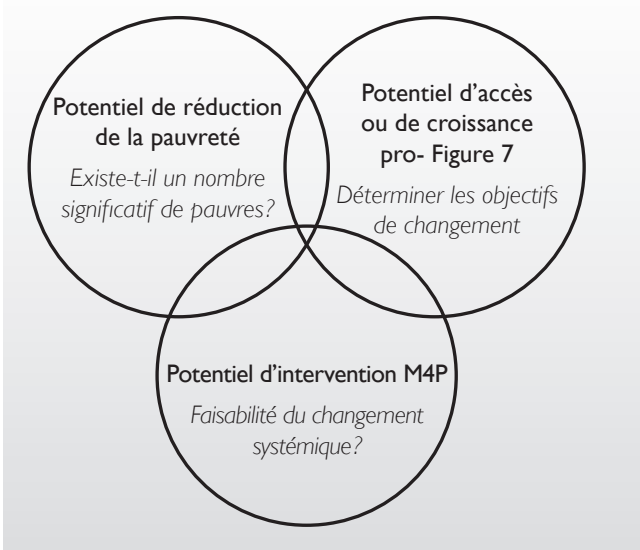 Potentiel de réduction
de la pauvreté
Existe-t-il un nombre
significatif de pauvres?
Potentiel d'accès
ou de croissance
pro- Figure 7
Déterminer les objectifs
de changement
Potentiel d'intervention M4P
Faisabilité du changement
systémique?